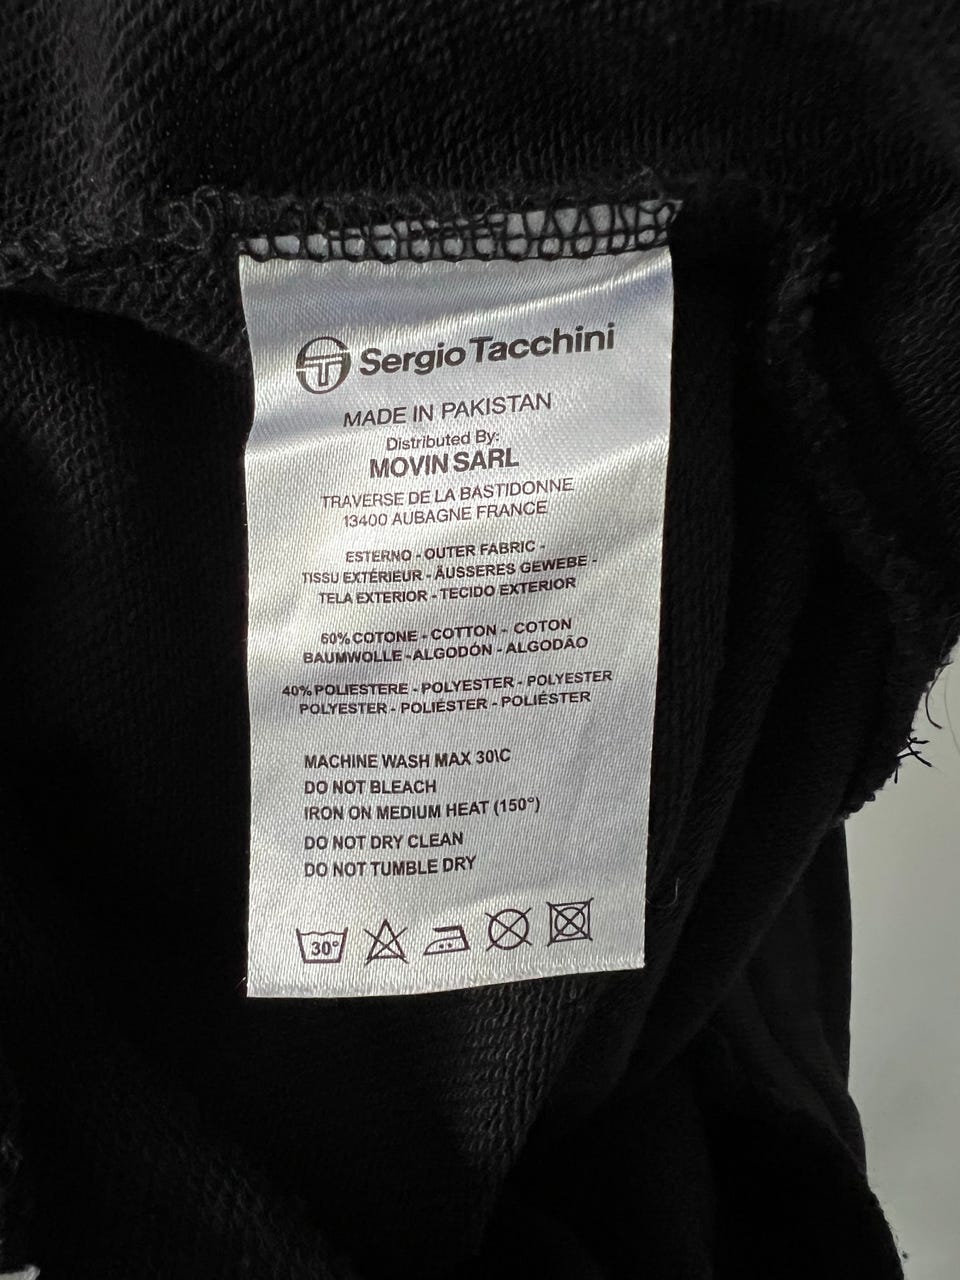 Sergio Tacchini
MADE IN PAKISTAN
Distributed By:
MOVIN SARL
TRAVERSE DE LA BASTIDONNE
13400 AUBAGNE FRANCE
ESTERNO - OUTER FABRIC -
TISSU EXTÉRIEUR - ÄUSSERES GEWEBE -
TELA EXTERIOR - TECIDO EXTERIOR
60% COTONE - COTTON - COTON
BAUMWOLLE - ALGODÓN - ALGODÃO
40% POLIESTERE - POLYESTER - POLYESTER
POLYESTER - POLIÉSTER - POLIÉSTER
MACHINE WASH MAX 30\C
DO NOT BLEACH
IRON ON MEDIUM HEAT (150°)
DO NOT DRY CLEAN
DO NOT TUMBLE DRY
30°